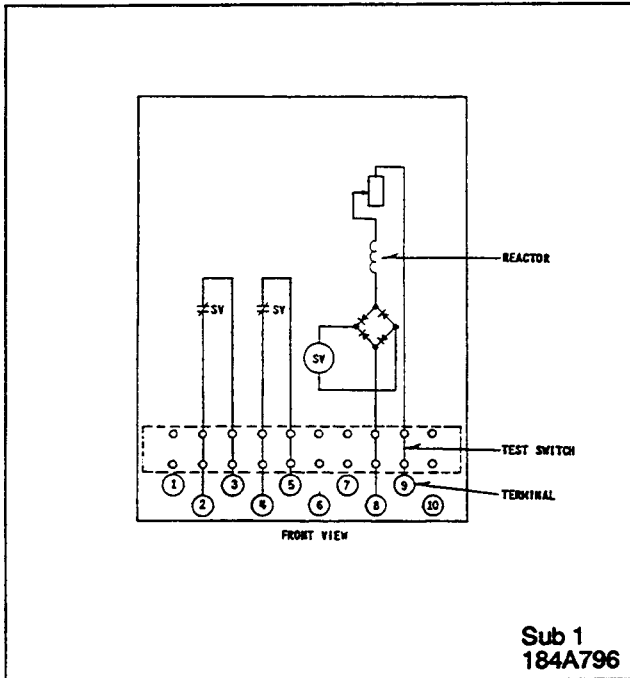 REACTOR
SV
SV
SV
TEST SWITCH
1
3
5
7
9
TERMINAL
2
4
6
8
10
FRONT VIEW
Sub 1
184A796